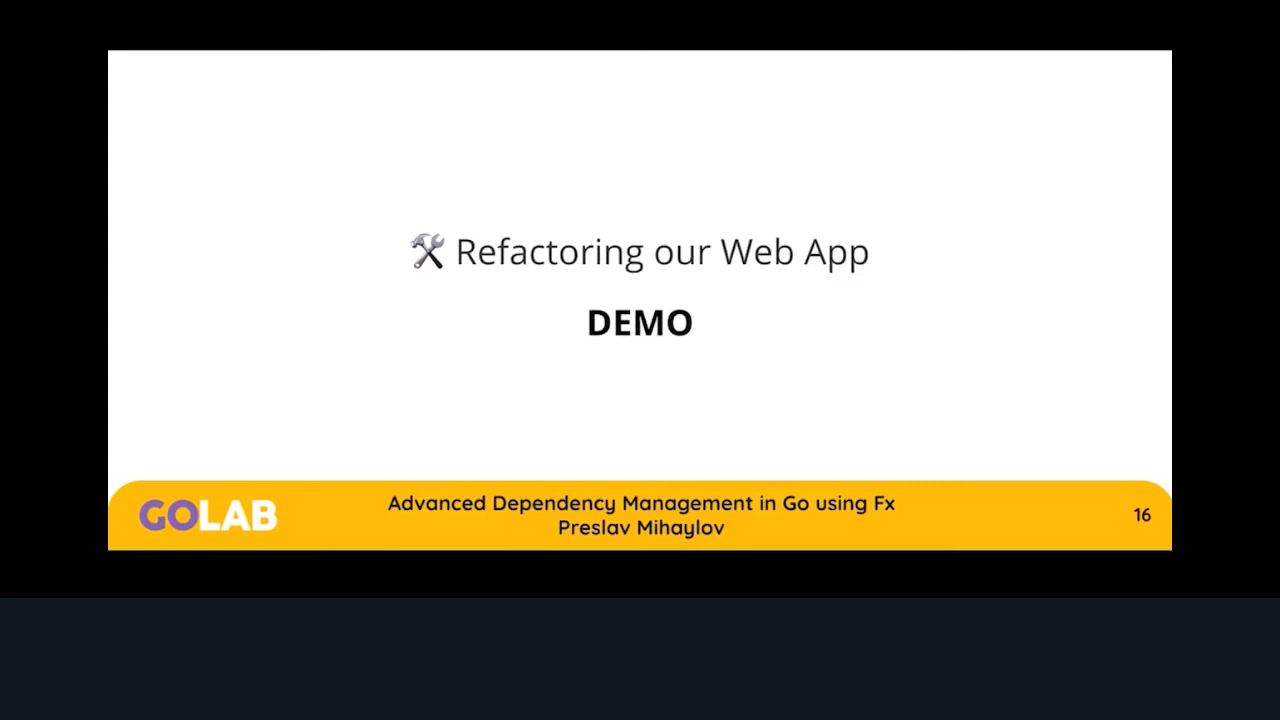 🛠 Refactoring our Web App
DEMO
GOLAB
Advanced Dependency Management in Go using Fx
Preslav Mihaylov
16